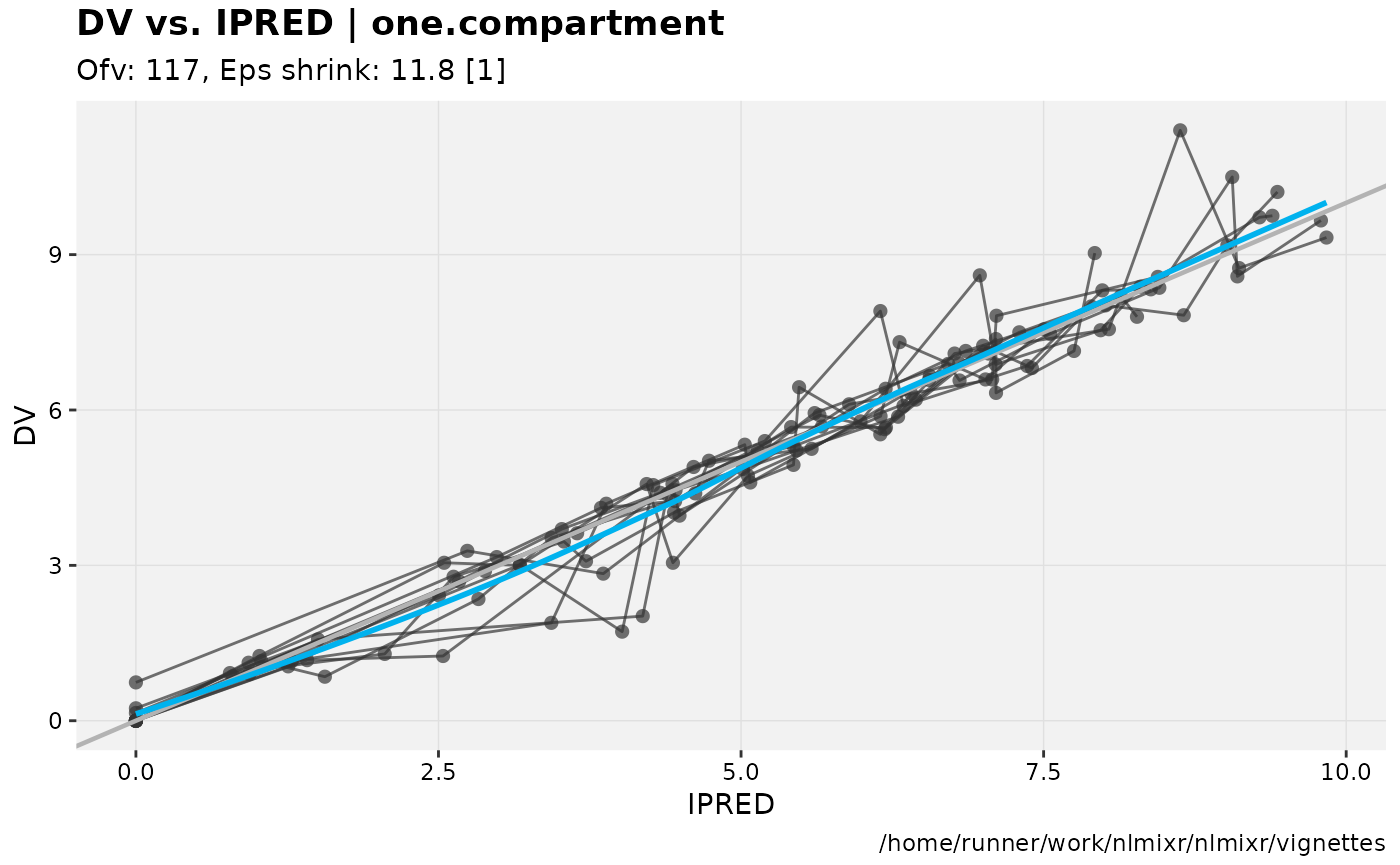 DV vs. IPRED | one.compartment
Ofv: 117, Eps shrink: 11.8 [1]
9
6
3
0
DV
0.0 2.5 5.0 7.5 10.0
IPRED
/home/runner/work/nlmixr/nlmixr/vignettes